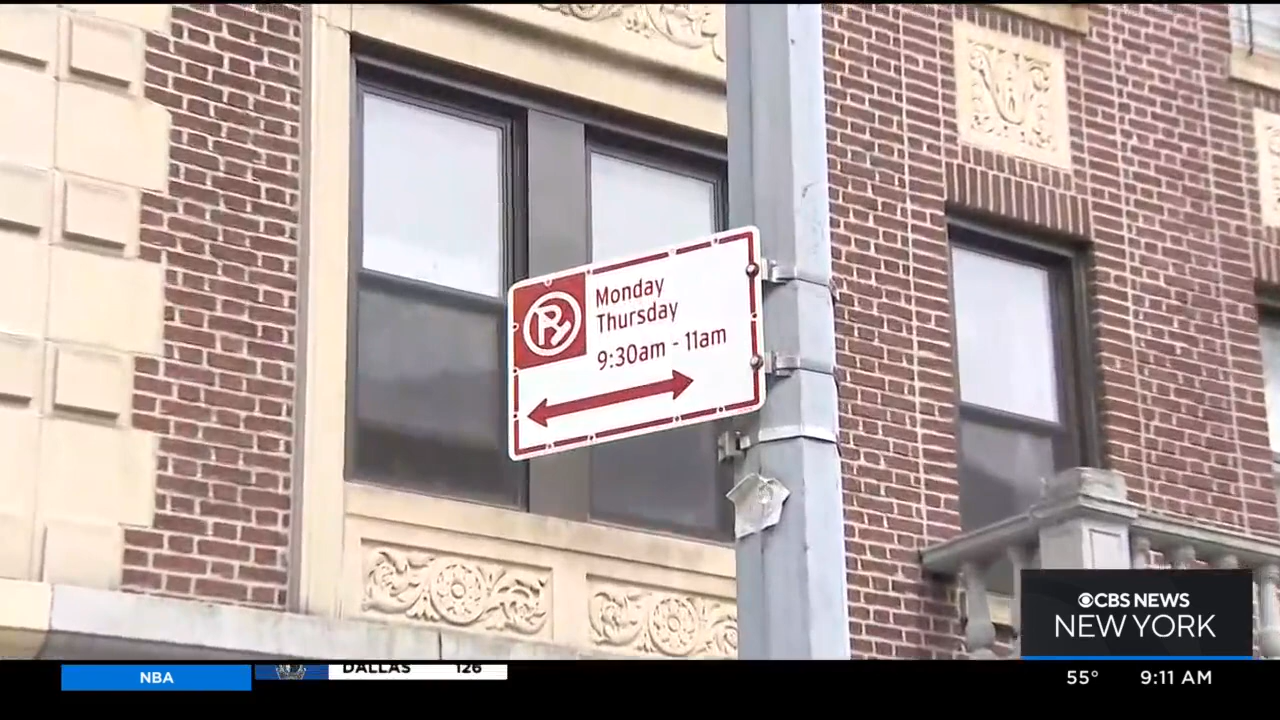 P
Monday
Thursday
9:30am - 11am
CBS NEWS
NEW YORK
NBA
DALLAS 126
55° 9:11 AM